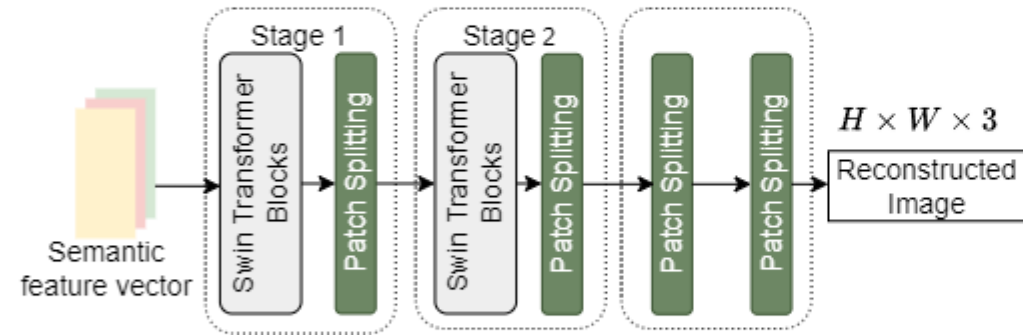 Stage 1
Stage 2
Swin Transformer
Blocks
Patch Splitting
Swin Transformer
Blocks
Patch Splitting
Patch Splitting
Patch Splitting
H × W × 3
Reconstructed
Image
Semantic
feature vector